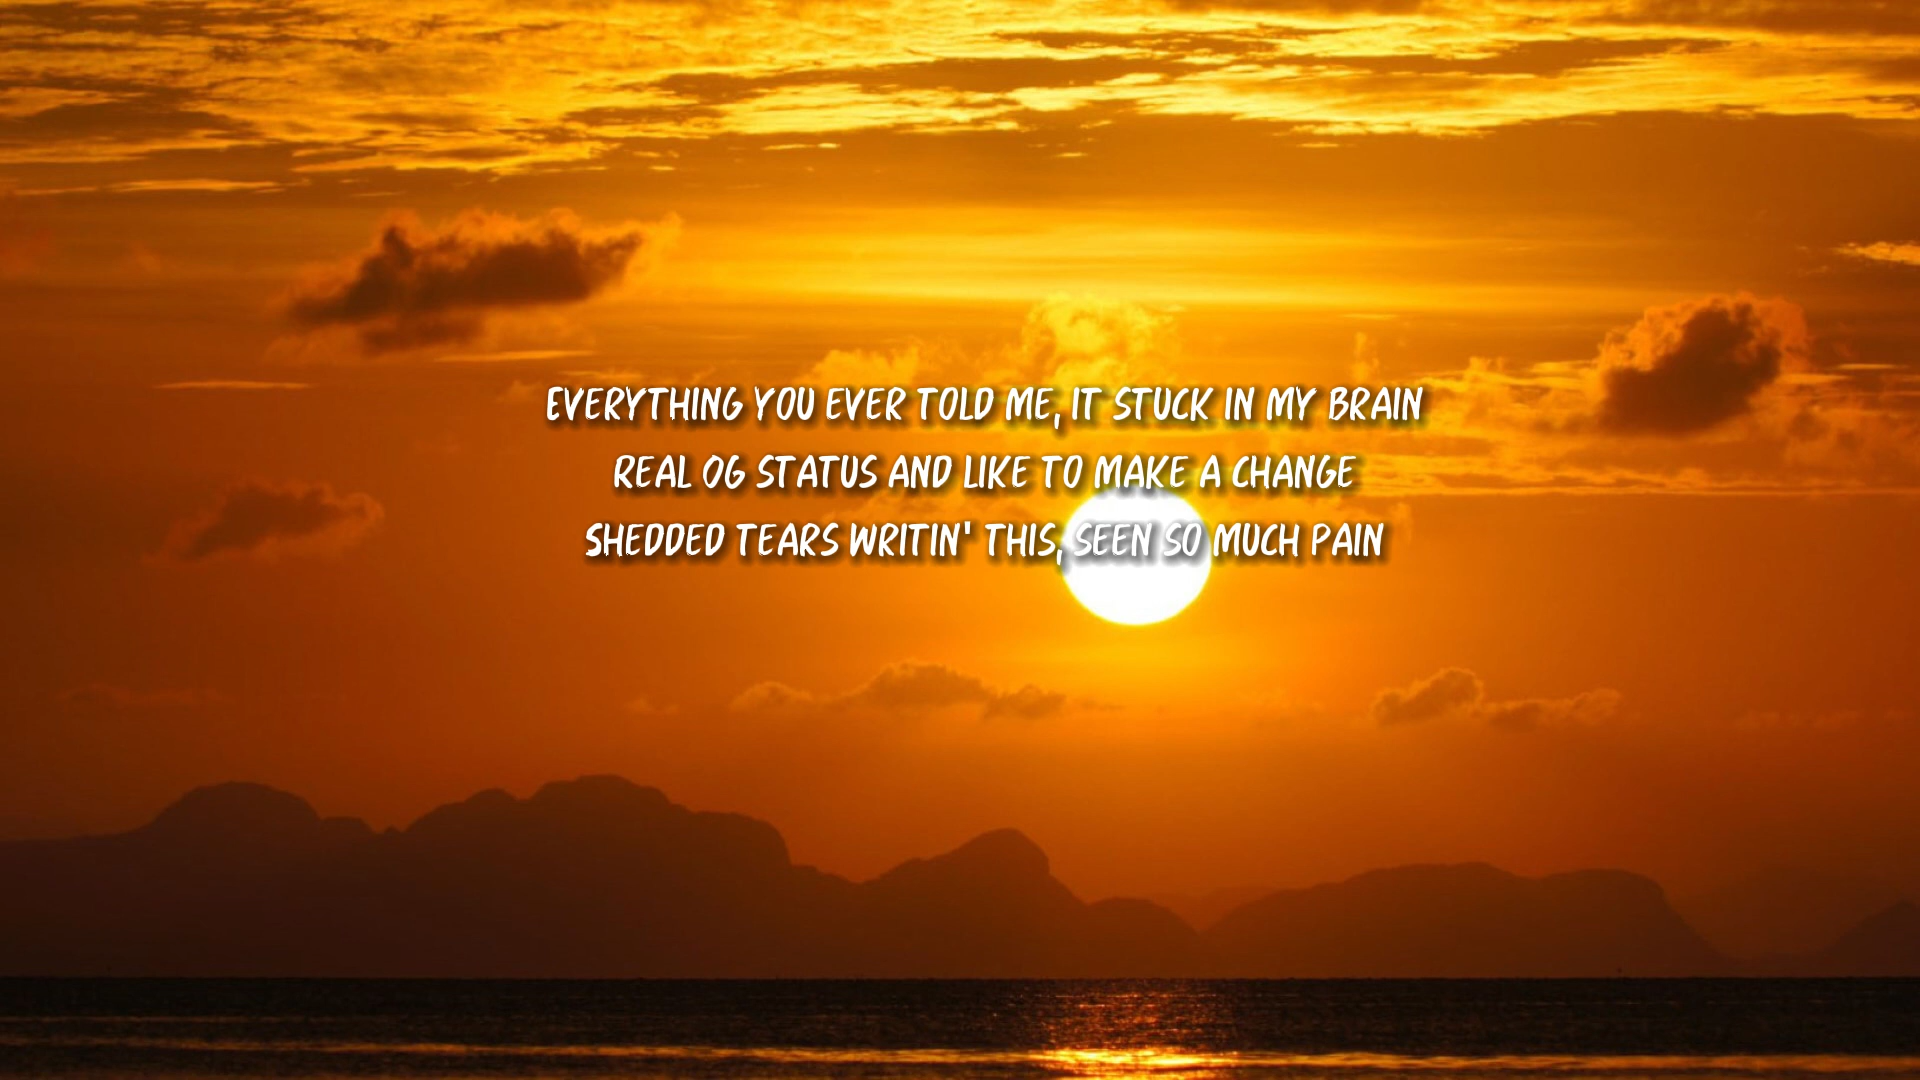 EVERYTHING YOU EVER TOLD ME, IT STUCK IN MY BRAIN
REAL OG STATUS AND LIKE TO MAKE A CHANGE
SHEDDED TEARS WRITIN' THIS, SEEN SO MUCH PAIN